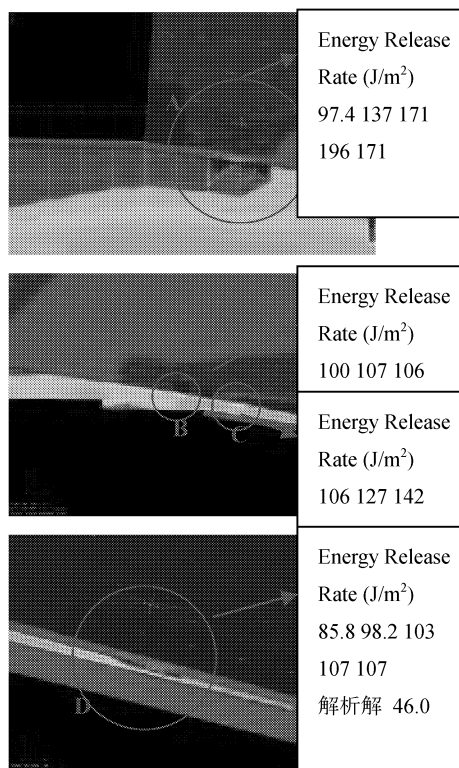 Energy Release
Rate (J/m²)
97.4 137 171
196 171
A
Energy Release
Rate (J/m²)
100 107 106
B
C
Energy Release
Rate (J/m²)
106 127 142
Energy Release
Rate (J/m²)
85.8 98.2 103
107 107
解析解 46.0
D